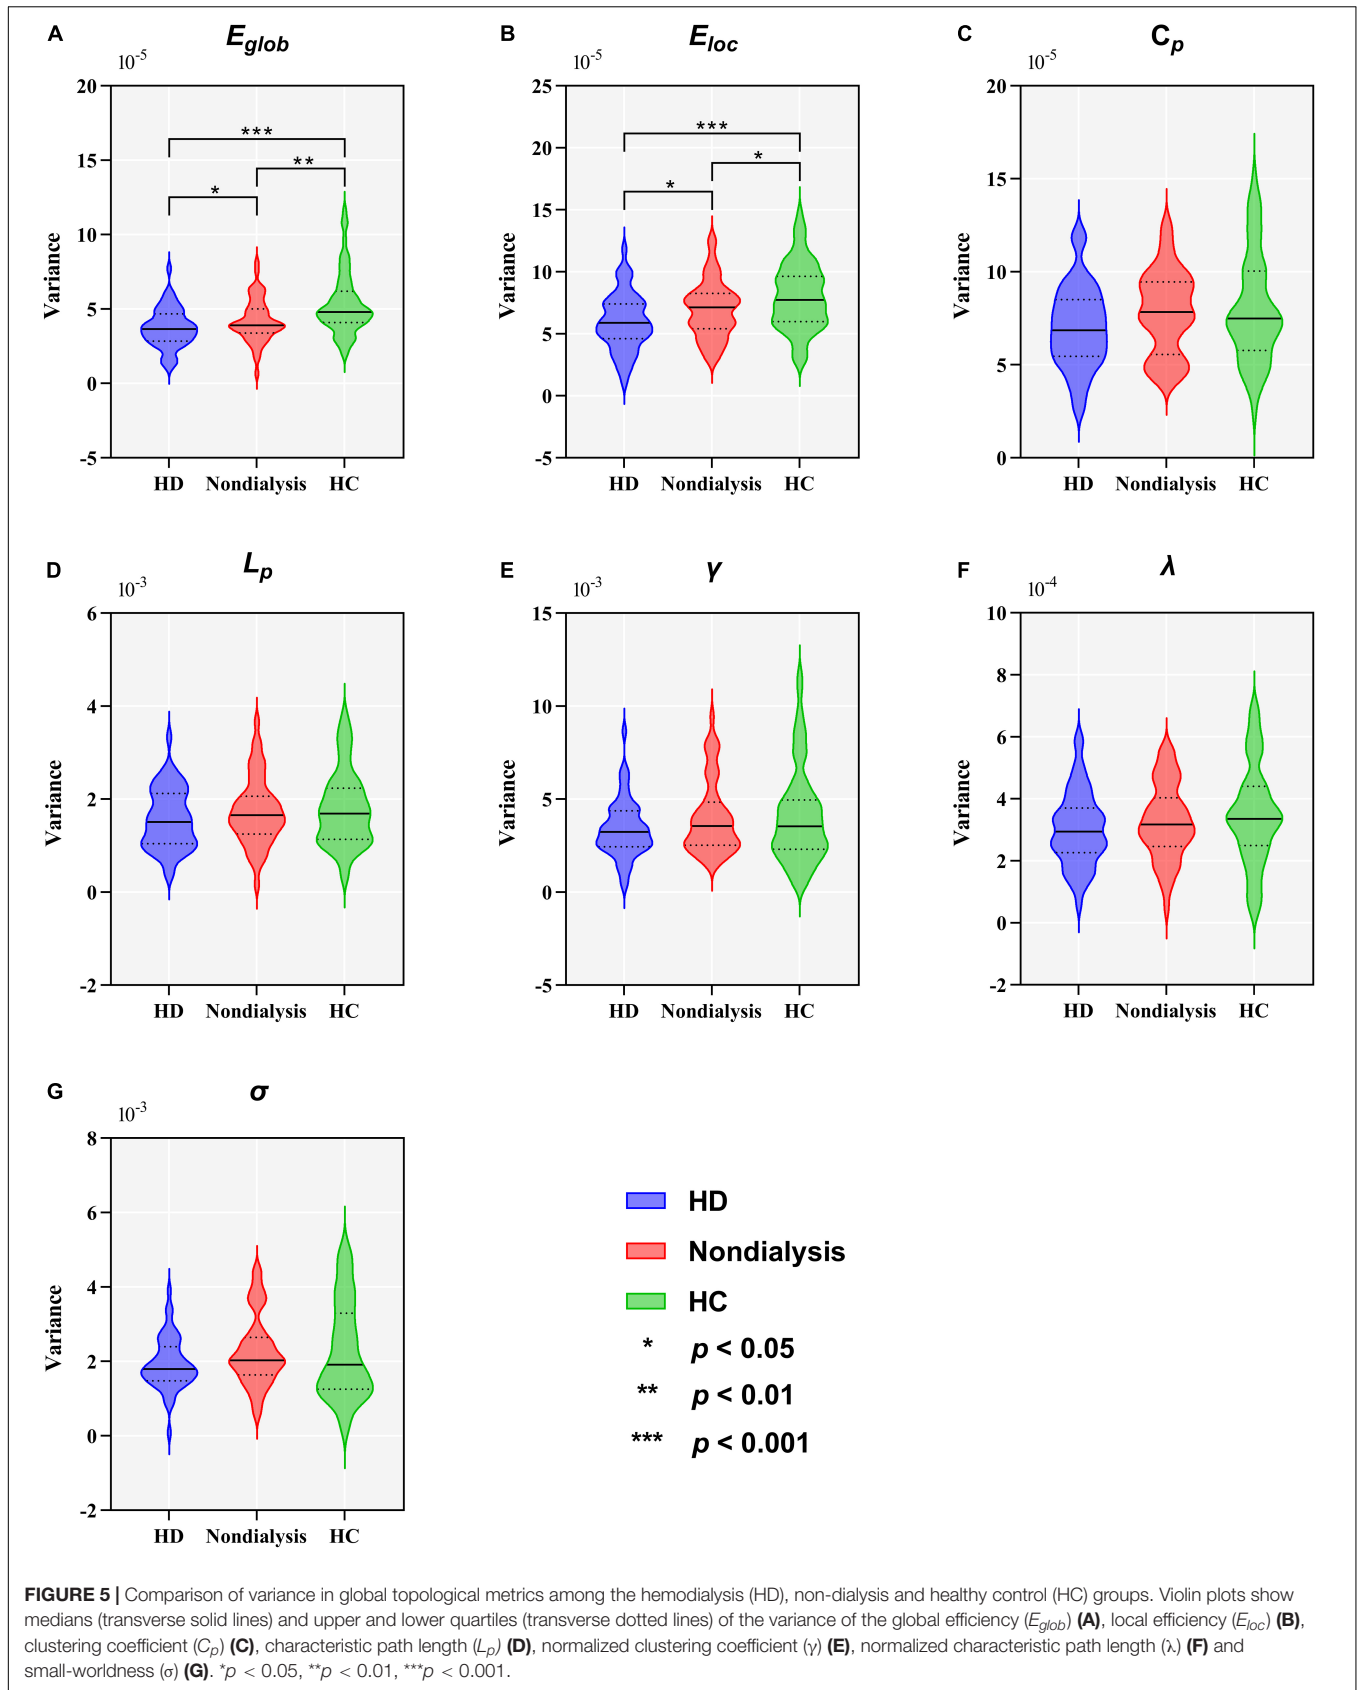 A
E_glob
10^-5
20
15
10
5
0
-5
Variance
***
**
*
HD Nondialysis HC
B
E_loc
10^-5
25
20
15
10
5
0
-5
Variance
***
*
*
HD Nondialysis HC
C
C_p
10^-5
20
15
10
5
0
Variance
HD Nondialysis HC
D
L_p
10^-3
6
4
2
0
-2
Variance
HD Nondialysis HC
E
γ
10^-3
15
10
5
0
-5
Variance
HD Nondialysis HC
F
λ
10^-4
10
8
6
4
2
0
-2
Variance
HD Nondialysis HC
G
σ
10^-3
8
6
4
2
0
-2
Variance
HD Nondialysis HC
HD
Nondialysis
HC
* p < 0.05
** p < 0.01
*** p < 0.001
FIGURE 5 | Comparison of variance in global topological metrics among the hemodialysis (HD), non-dialysis and healthy control (HC) groups. Violin plots show
medians (transverse solid lines) and upper and lower quartiles (transverse dotted lines) of the variance of the global efficiency (E_glob) (A), local efficiency (E_loc) (B),
clustering coefficient (C_p) (C), characteristic path length (L_p) (D), normalized clustering coefficient (γ) (E), normalized characteristic path length (λ) (F) and
small-worldness (σ) (G). *p < 0.05, **p < 0.01, ***p < 0.001.